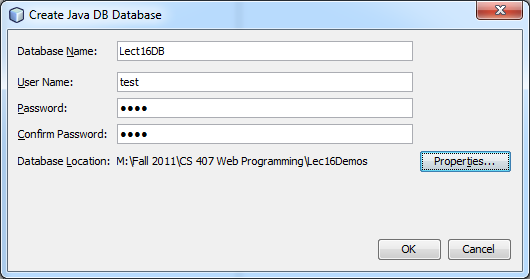 Create Java DB Database
Database Name: Lect16DB
User Name: test
Password: ●●●●
Confirm Password: ●●●●
Database Location: M:\Fall 2011\CS 407 Web Programming\Lec16Demos Properties...
OK Cancel